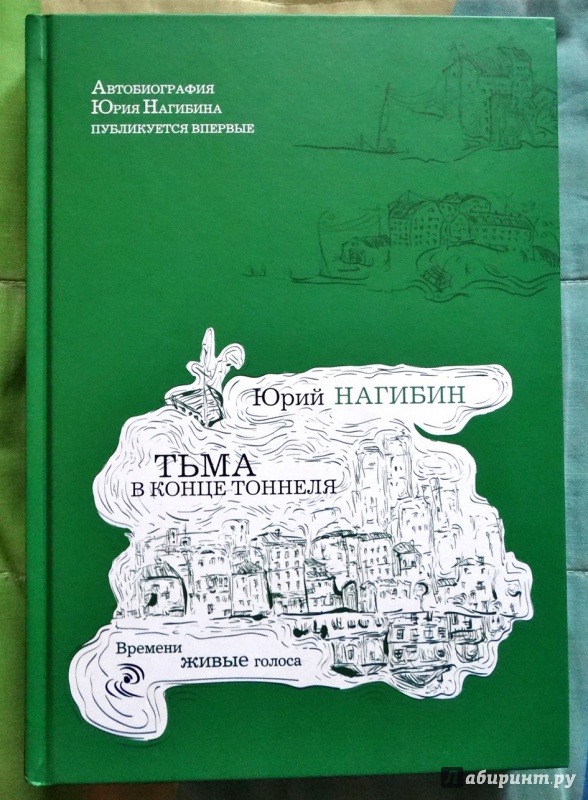 Автобиография
Юрия Нагибина
публикуется впервые
Юрий НАГИБИН
ТЬМА
В КОНЦЕ ТОННЕЛЯ
Времени
живые голоса
Лабиринт.ру